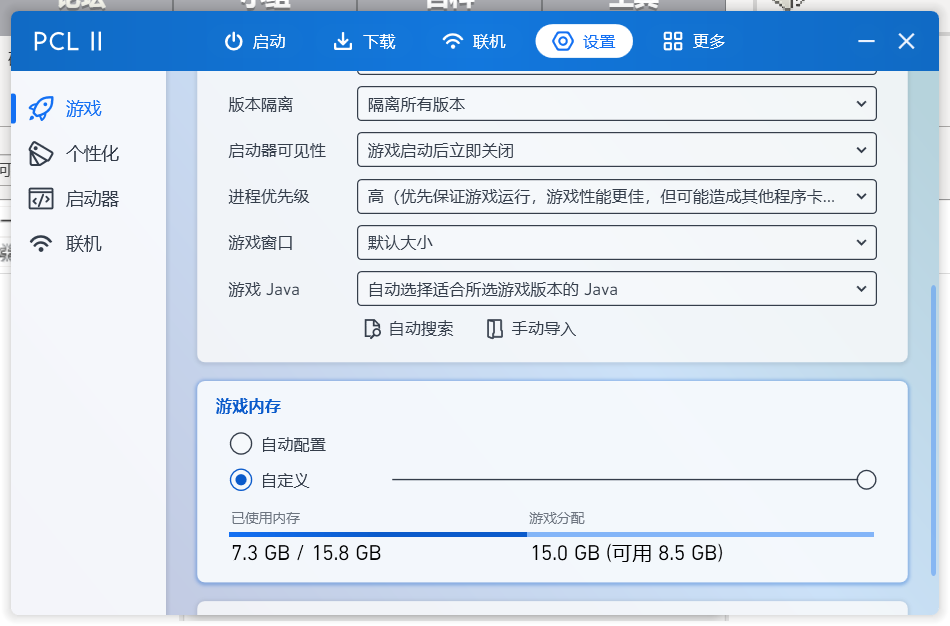 PCL II
启动
下载
联机
设置
更多
游戏
个性化
启动器
联机
版本隔离
隔离所有版本
启动器可见性
游戏启动后立即关闭
进程优先级
高（优先保证游戏运行，游戏性能更佳，但可能造成其他程序卡...
游戏窗口
默认大小
游戏 Java
自动选择适合所选游戏版本的 Java
自动搜索
手动导入
游戏内存
自动配置
自定义
已使用内存
游戏分配
7.3 GB / 15.8 GB
15.0 GB (可用 8.5 GB)